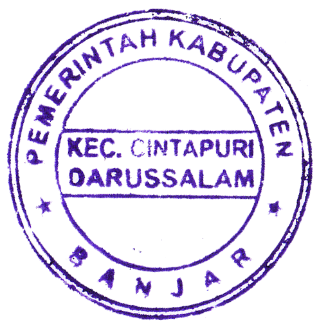 PEMERINTAH KABUPATEN
KEC. CINTAPURI
DARUSSALAM
BANJAR